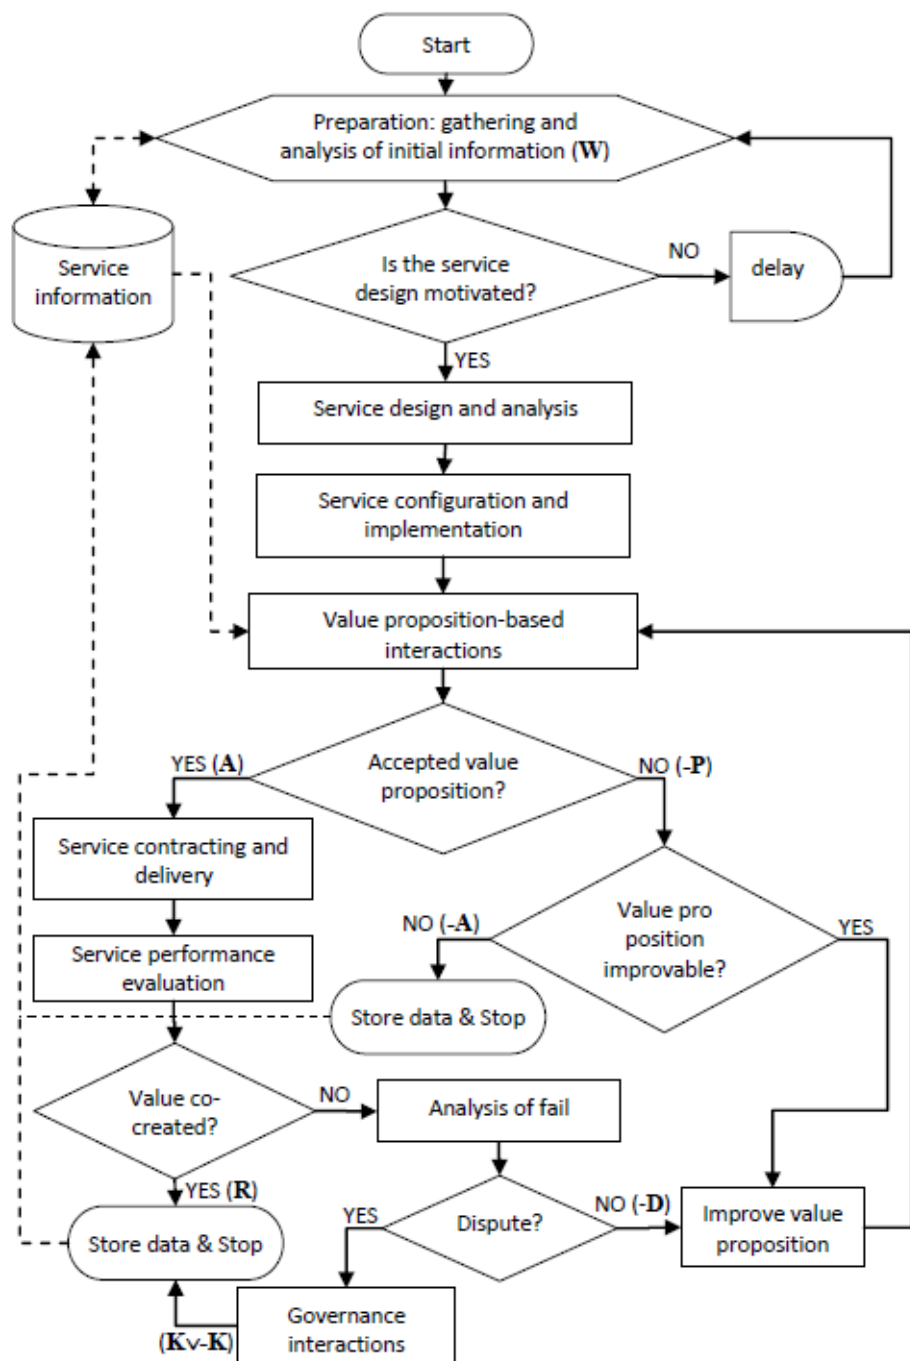 Start
Preparation: gathering and
analysis of initial information (W)
Service
information
Is the service
design motivated?
NO
delay
YES
Service design and analysis
Service configuration and
implementation
Value proposition-based
interactions
YES (A)
Accepted value
proposition?
NO (-P)
Service contracting and
delivery
NO (-A)
Value pro
position
improvable?
YES
Service performance
evaluation
Store data & Stop
Value co-
created?
NO
Analysis of fail
YES (R)
YES
Dispute?
NO (-D)
Improve value
proposition
Store data & Stop
(K∨-K)
Governance
interactions